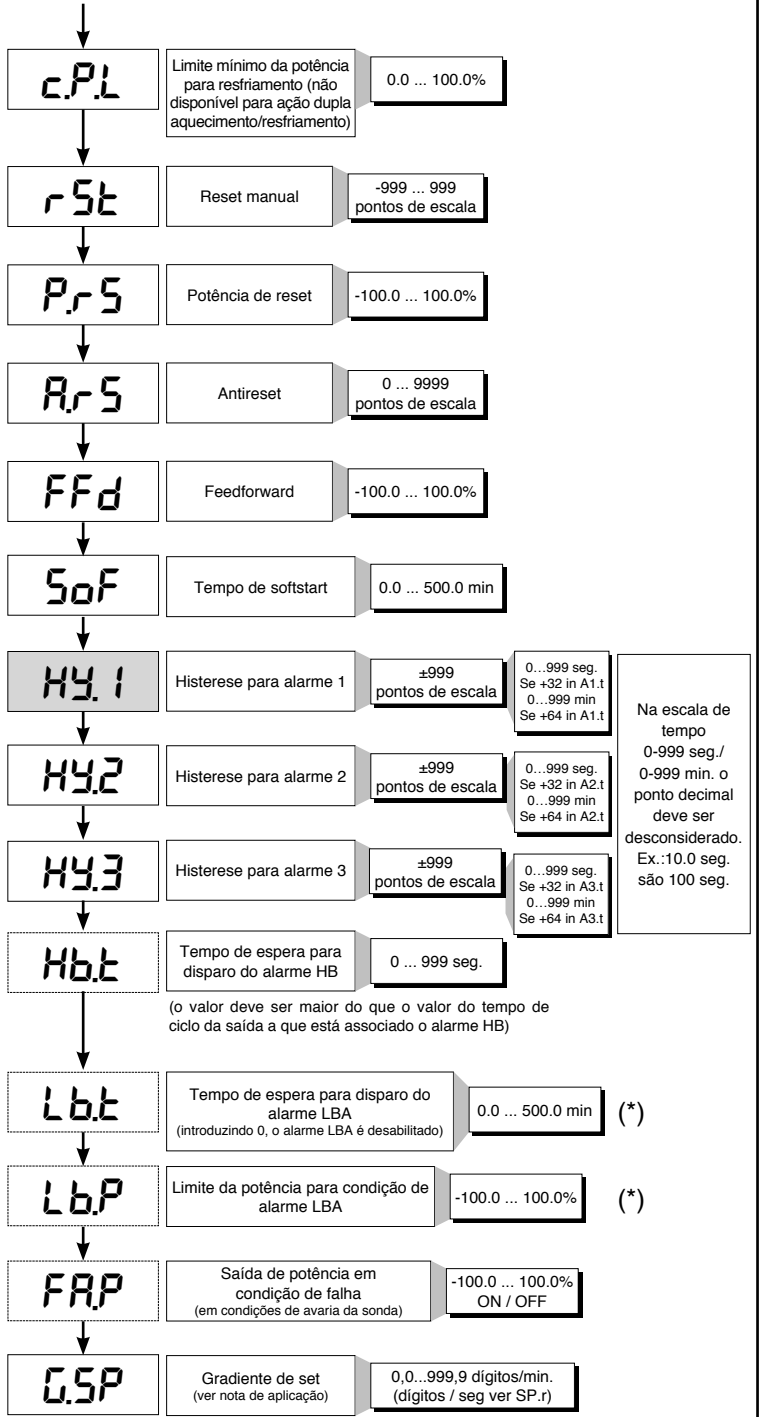 c.P.L
Limite mínimo da potência
para resfriamento (não
disponível para ação dupla
aquecimento/resfriamento)
0.0 ... 100.0%
rSt
Reset manual
-999 ... 999
pontos de escala
P.rS
Potência de reset
-100.0 ... 100.0%
A.rS
Antireset
0 ... 9999
pontos de escala
FFd
Feedforward
-100.0 ... 100.0%
SoF
Tempo de softstart
0.0 ... 500.0 min
HY.1
Histerese para alarme 1
±999
pontos de escala
0…999 seg.
Se +32 in A1.t
0…999 min
Se +64 in A1.t
HY.2
Histerese para alarme 2
±999
pontos de escala
0…999 seg.
Se +32 in A2.t
0…999 min
Se +64 in A2.t
HY.3
Histerese para alarme 3
±999
pontos de escala
0…999 seg.
Se +32 in A3.t
0…999 min
Se +64 in A3.t
Na escala de
tempo
0-999 seg./
0-999 min. o
ponto decimal
deve ser
desconsiderado.
Ex.:10.0 seg.
são 100 seg.
Hb.t
Tempo de espera para
disparo do alarme HB
0 ... 999 seg.
(o valor deve ser maior do que o valor do tempo de
ciclo da saída a que está associado o alarme HB)
Lb.t
Tempo de espera para disparo do
alarme LBA
(introduzindo 0, o alarme LBA é desabilitado)
0.0 ... 500.0 min
(*)
Lb.P
Limite da potência para condição de
alarme LBA
-100.0 ... 100.0%
(*)
FA.P
Saída de potência em
condição de falha
(em condições de avaria da sonda)
-100.0 ... 100.0%
ON / OFF
G.SP
Gradiente de set
(ver nota de aplicação)
0,0...999,9 dígitos/min.
(dígitos / seg ver SP.r)